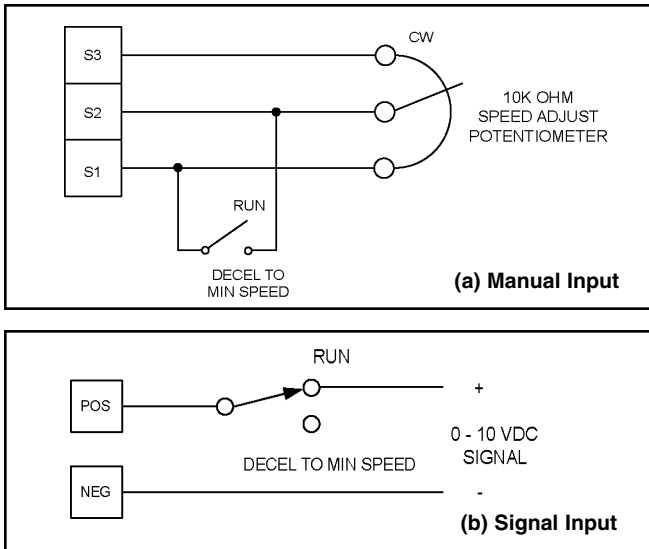 S3
CW
S2
10K OHM
SPEED ADJUST
POTENTIOMETER
S1
RUN
DECEL TO
MIN SPEED
(a) Manual Input
RUN
POS
+
0 - 10 VDC
SIGNAL
DECEL TO MIN SPEED
NEG
-
(b) Signal Input